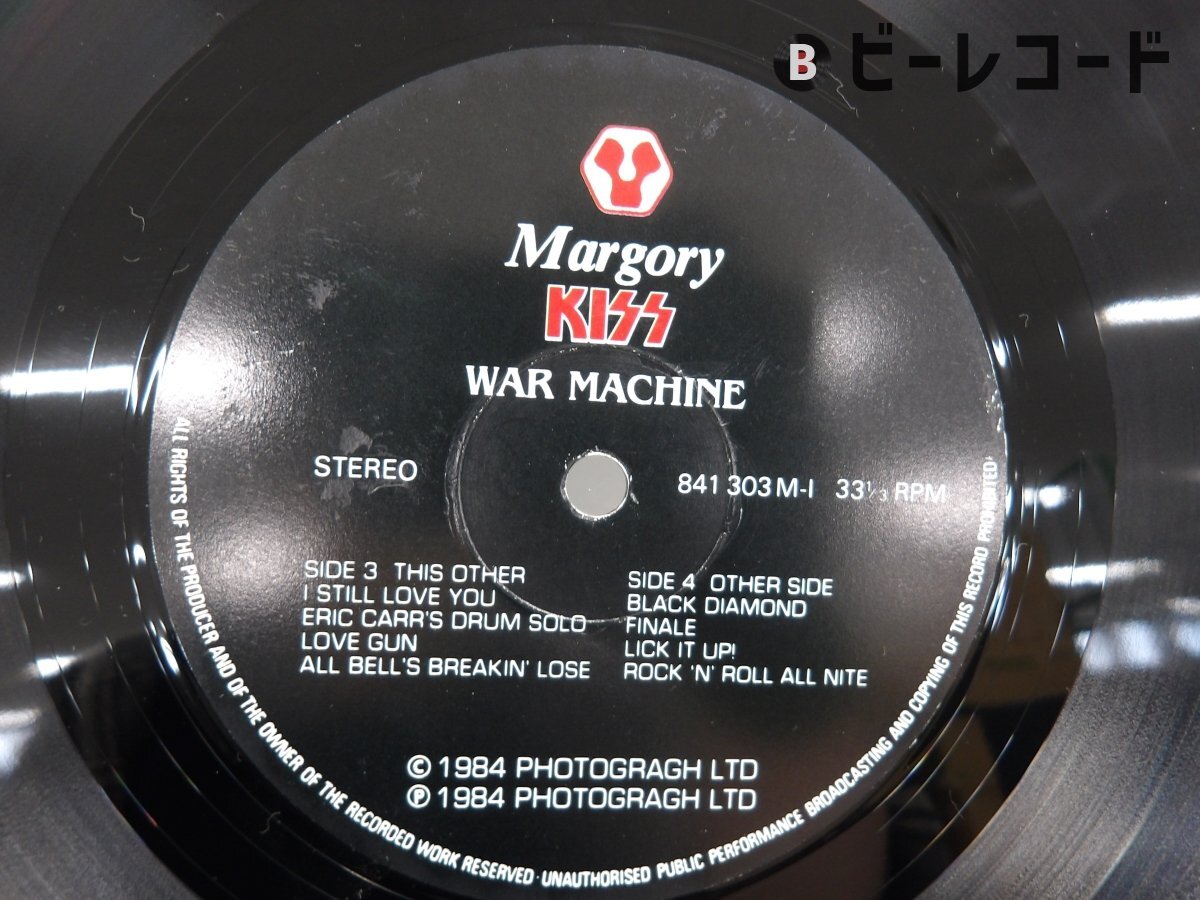 B ビーレコード
Margory
KISS
WAR MACHINE
STEREO
841 303 M-I 33⅓ RPM
SIDE 3 THIS OTHER
I STILL LOVE YOU
ERIC CARR'S DRUM SOLO
LOVE GUN
ALL BELL'S BREAKIN' LOSE
SIDE 4 OTHER SIDE
BLACK DIAMOND
FINALE
LICK IT UP!
ROCK 'N' ROLL ALL NITE
© 1984 PHOTOGRAGH LTD
℗ 1984 PHOTOGRAGH LTD
ALL RIGHTS OF THE PRODUCER AND OF THE OWNER OF THE RECORDED WORK RESERVED · UNAUTHORISED PUBLIC PERFORMANCE BROADCASTING AND COPYING OF THIS RECORD PROHIBITED